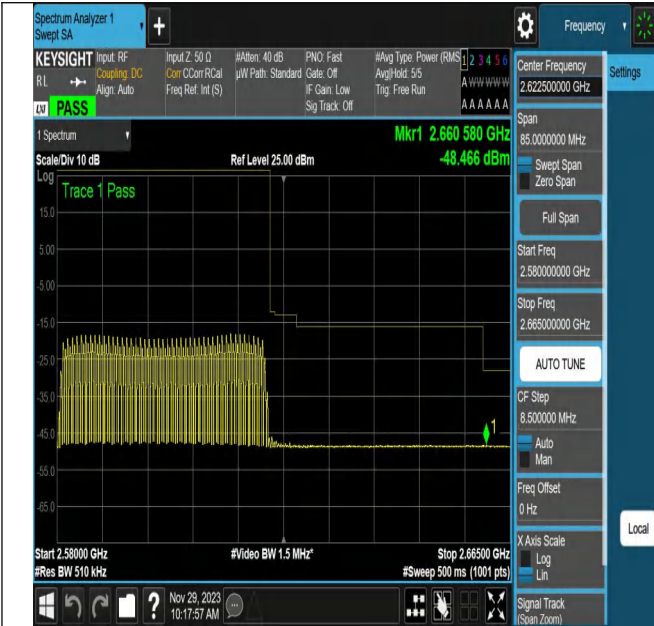 Spectrum Analyzer 1
Swept SA
+
Frequency
KEYSIGHT
RL
LXI PASS
Input: RF
Coupling: DC
Align: Auto
Input Z: 50 Ω
Corr CCorr RCal
Freq Ref: Int (S)
#Atten: 40 dB
µW Path: Standard
PNO: Fast
Gate: Off
IF Gain: Low
Sig Track: Off
#Avg Type: Power (RMS
Avg|Hold: 5/5
Trig: Free Run
1 2 3 4 5 6
A W W W W W
A A A A A A
1 Spectrum
Scale/Div 10 dB
Ref Level 25.00 dBm
Mkr1 2.660 580 GHz
-48.466 dBm
Log
Trace 1 Pass
15.0
5.00
-5.00
-15.0
-25.0
-35.0
-45.0
-55.0
-65.0
1
Start 2.58000 GHz
#Video BW 1.5 MHz*
Stop 2.66500 GHz
#Res BW 510 kHz
#Sweep 500 ms (1001 pts)
?
Nov 29, 2023
10:17:57 AM
Center Frequency
2.622500000 GHz
Settings
Span
85.0000000 MHz
Swept Span
Zero Span
Full Span
Start Freq
2.580000000 GHz
Stop Freq
2.665000000 GHz
AUTO TUNE
CF Step
8.500000 MHz
Auto
Man
Freq Offset
0 Hz
X Axis Scale
Log
Lin
Local
Signal Track
(Span Zoom)